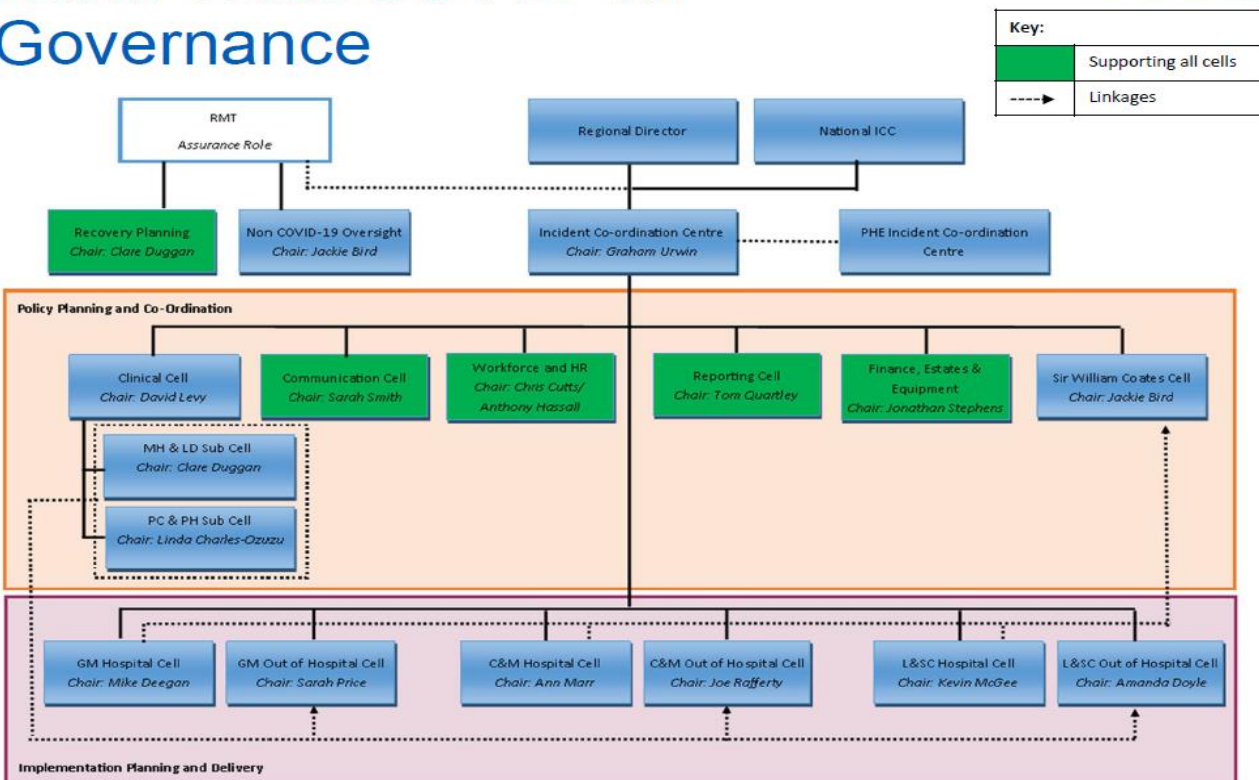 Governance
Key:
Supporting all cells
Linkages
RMT
Assurance Role
Regional Director
National ICC
Recovery Planning
Chair: Clare Duggan
Non COVID-19 Oversight
Chair: Jackie Bird
Incident Co-ordination Centre
Chair: Graham Urwin
PHE Incident Co-ordination
Centre
Policy Planning and Co-Ordination
Clinical Cell
Chair: David Levy
Communication Cell
Chair: Sarah Smith
Workforce and HR
Chair: Chris Cutts/
Anthony Hassall
Reporting Cell
Chair: Tom Quartley
Finance, Estates &
Equipment
Chair: Jonathan Stephens
Sir William Coates Cell
Chair: Jackie Bird
MH & LD Sub Cell
Chair: Clare Duggan
PC & PH Sub Cell
Chair: Linda Charles-Ozuzu
GM Hospital Cell
Chair: Mike Deegan
GM Out of Hospital Cell
Chair: Sarah Price
C&M Hospital Cell
Chair: Ann Marr
C&M Out of Hospital Cell
Chair: Joe Rafferty
L&SC Hospital Cell
Chair: Kevin McGee
L&SC Out of Hospital Cell
Chair: Amanda Doyle
Implementation Planning and Delivery